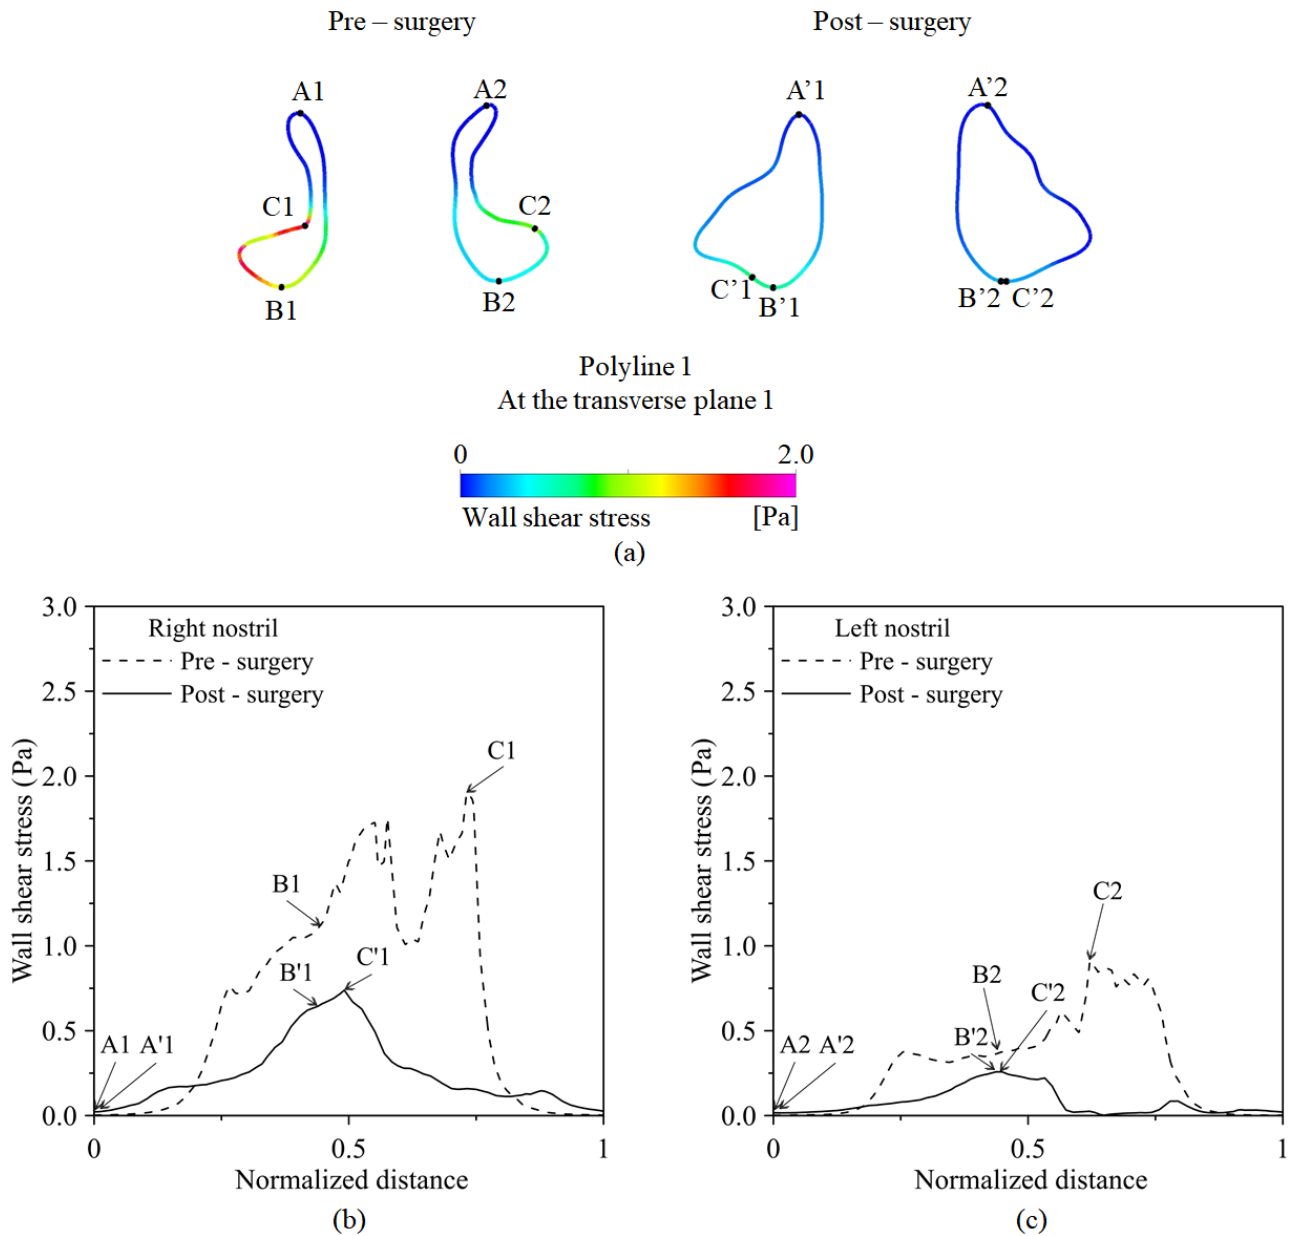 Pre – surgery
Post – surgery
A1
A2
A’1
A’2
C1
C2
B1
B2
C’1
B’1
B’2
C’2
Polyline 1
At the transverse plane 1
0
2.0
Wall shear stress
[Pa]
(a)
3.0
2.5
2.0
1.5
1.0
0.5
0.0
Wall shear stress (Pa)
Right nostril
Pre - surgery
Post - surgery
C1
B1
B'1
C'1
A1
A'1
0
0.5
1
Normalized distance
(b)
3.0
2.5
2.0
1.5
1.0
0.5
0.0
Wall shear stress (Pa)
Left nostril
Pre - surgery
Post - surgery
C2
B2
C'2
B'2
A2
A'2
0
0.5
1
Normalized distance
(c)